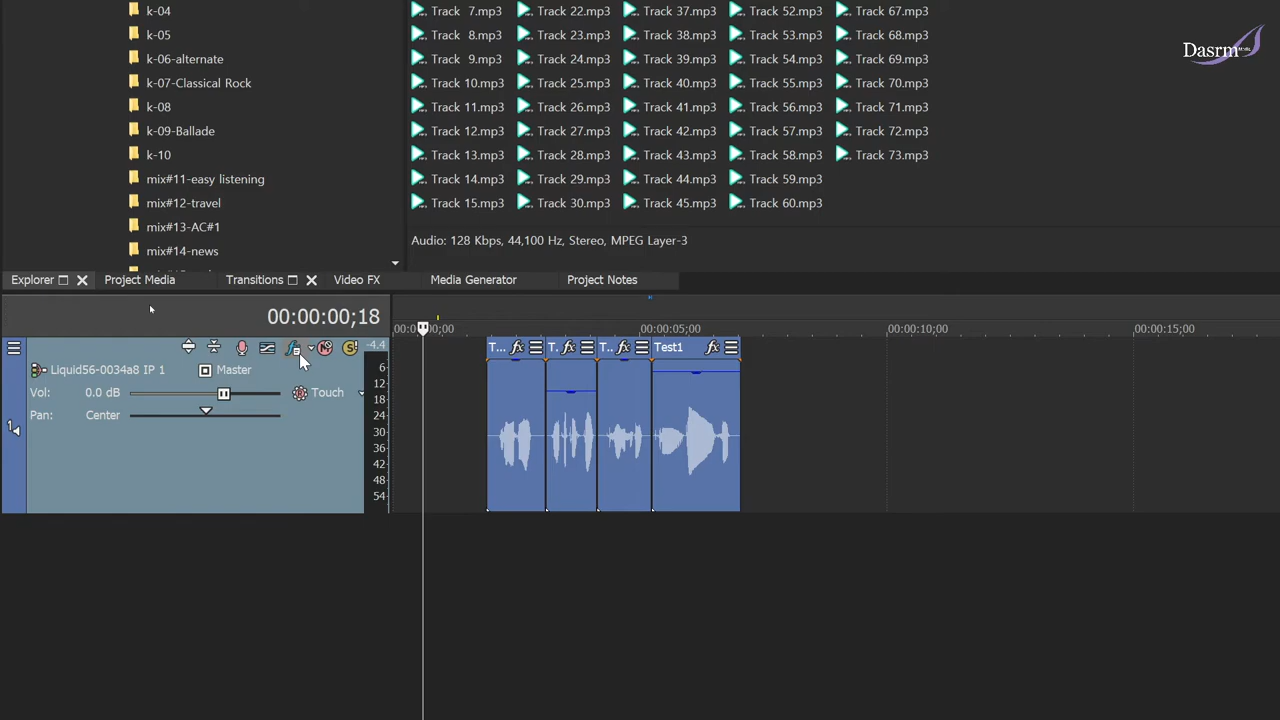 k-04
k-05
k-06-alternate
k-07-Classical Rock
k-08
k-09-Ballade
k-10
mix#11-easy listening
mix#12-travel
mix#13-AC#1
mix#14-news
Track 7.mp3 Track 22.mp3 Track 37.mp3 Track 52.mp3 Track 67.mp3
Track 8.mp3 Track 23.mp3 Track 38.mp3 Track 53.mp3 Track 68.mp3
Track 9.mp3 Track 24.mp3 Track 39.mp3 Track 54.mp3 Track 69.mp3
Track 10.mp3 Track 25.mp3 Track 40.mp3 Track 55.mp3 Track 70.mp3
Track 11.mp3 Track 26.mp3 Track 41.mp3 Track 56.mp3 Track 71.mp3
Track 12.mp3 Track 27.mp3 Track 42.mp3 Track 57.mp3 Track 72.mp3
Track 13.mp3 Track 28.mp3 Track 43.mp3 Track 58.mp3 Track 73.mp3
Track 14.mp3 Track 29.mp3 Track 44.mp3 Track 59.mp3
Track 15.mp3 Track 30.mp3 Track 45.mp3 Track 60.mp3
Audio: 128 Kbps, 44,100 Hz, Stereo, MPEG Layer-3
Dasrm
Explorer Project Media Transitions Video FX Media Generator Project Notes
00:00:00;18
00:00:05;00 00:00:10;00 00:00:15;00
-4.4
Liquid56-0034a8 IP 1 Master
Vol: 0.0 dB Touch
Pan: Center
1
6
12
18
24
30
36
42
48
54
T... fx T. fx T.. fx Test1 fx